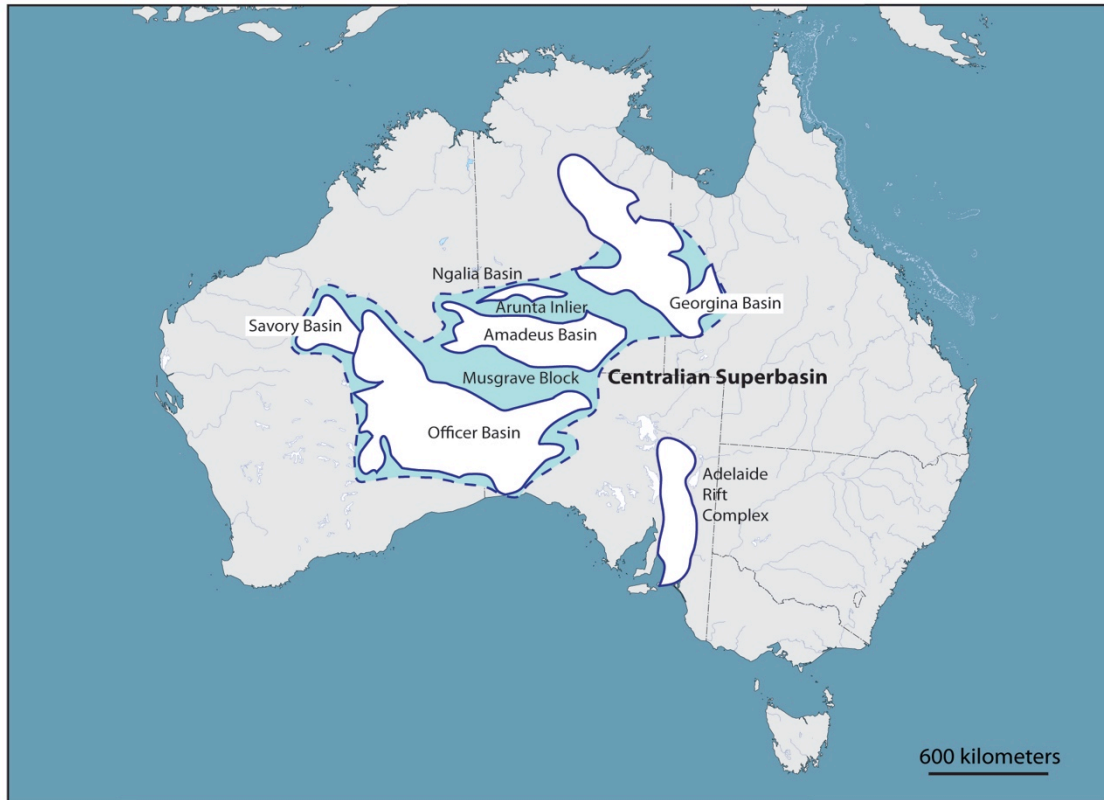 Ngalia Basin
Arunta Inlier
Georgina Basin
Savory Basin
Amadeus Basin
Musgrave Block
Centralian Superbasin
Officer Basin
Adelaide
Rift
Complex
600 kilometers